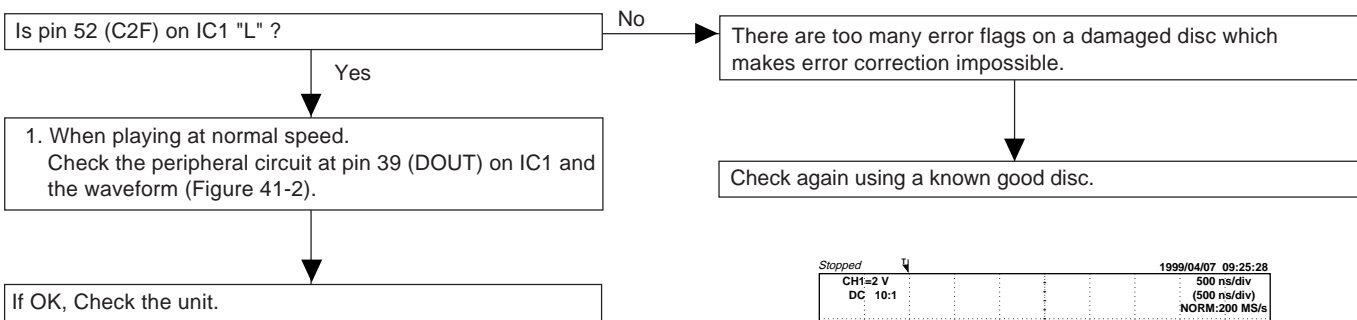 Is pin 52 (C2F) on IC1 "L" ?
No
There are too many error flags on a damaged disc which
makes error correction impossible.
Yes
1. When playing at normal speed.
Check the peripheral circuit at pin 39 (DOUT) on IC1 and
the waveform (Figure 41-2).
Check again using a known good disc.
If OK, Check the unit.
Stopped
1999/04/07 09:25:28
CH1=2 V
500 ns/div
DC 10:1
(500 ns/div)
NORM:200 MS/s